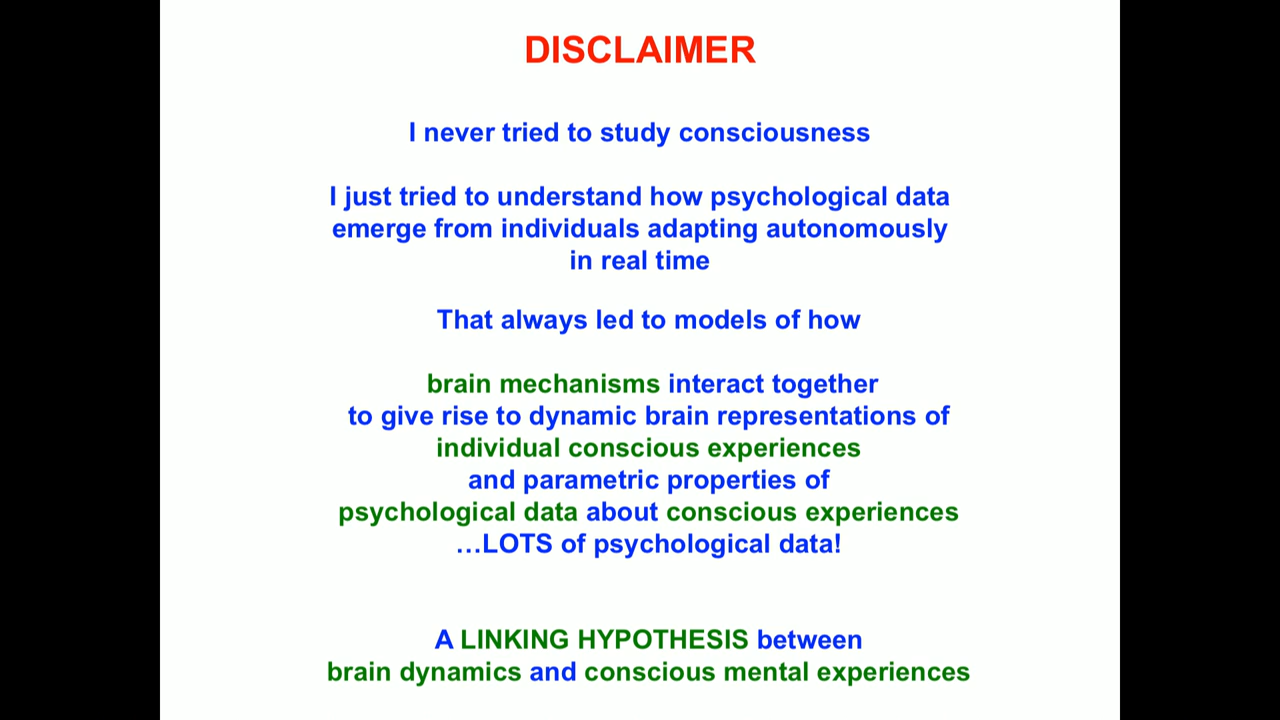 DISCLAIMER
I never tried to study consciousness
I just tried to understand how psychological data
emerge from individuals adapting autonomously
in real time
That always led to models of how
brain mechanisms interact together
to give rise to dynamic brain representations of
individual conscious experiences
and parametric properties of
psychological data about conscious experiences
…LOTS of psychological data!
A LINKING HYPOTHESIS between
brain dynamics and conscious mental experiences